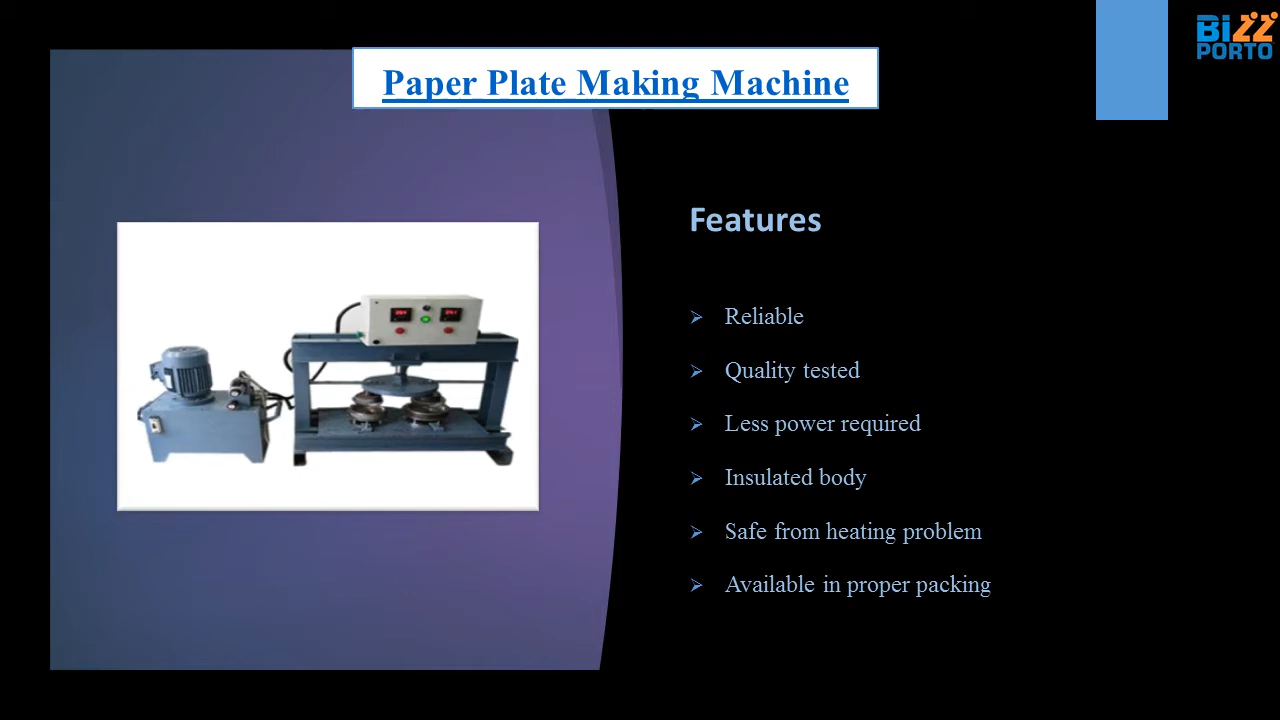 Bizz
PORTO
Paper Plate Making Machine
Features
Reliable
Quality tested
Less power required
Insulated body
Safe from heating problem
Available in proper packing